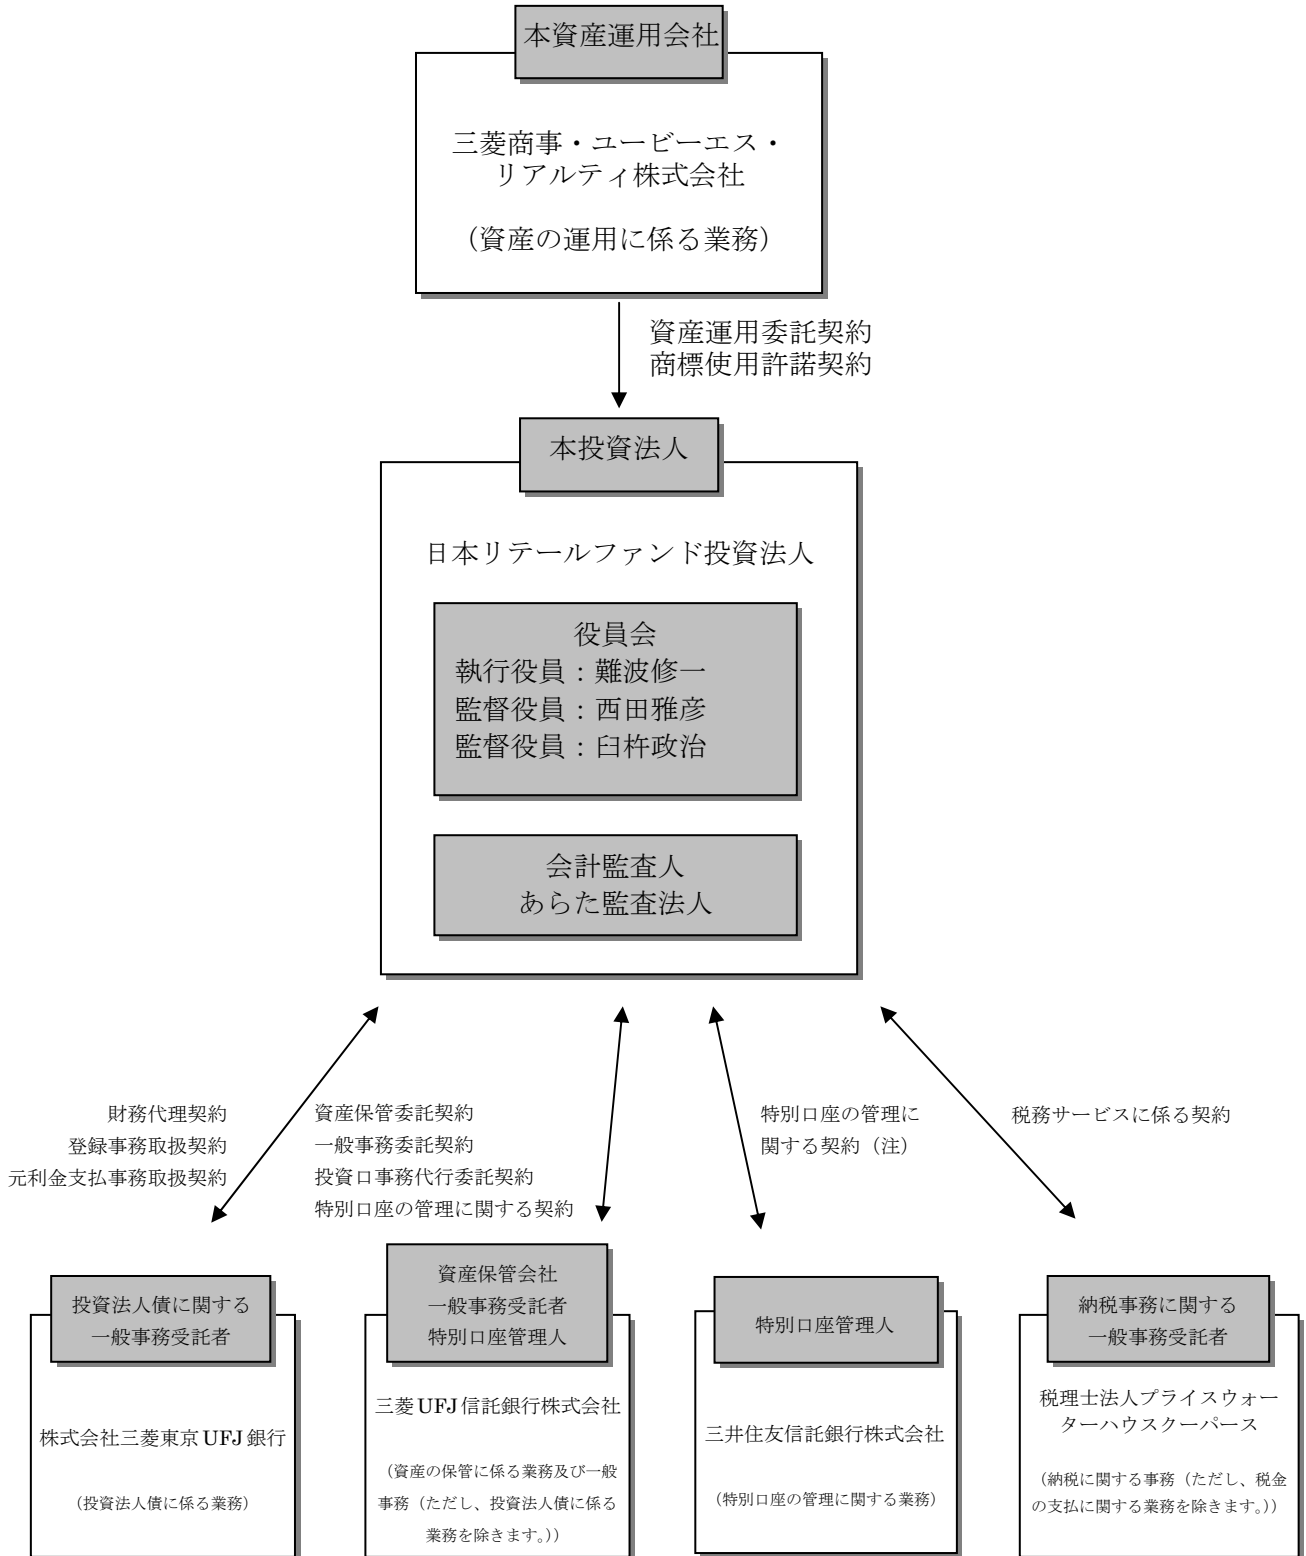 本資産運用会社
三菱商事・ユービーエス・
リアルティ株式会社
（資産の運用に係る業務）
資産運用委託契約
商標使用許諾契約
本投資法人
日本リテールファンド投資法人
役員会
執行役員：難波修一
監督役員：西田雅彦
監督役員：臼杵政治
会計監査人
あらた監査法人
財務代理契約
登録事務取扱契約
元利金支払事務取扱契約
資産保管委託契約
一般事務委託契約
投資口事務代行委託契約
特別口座の管理に関する契約
特別口座の管理に
関する契約（注）
税務サービスに係る契約
投資法人債に関する
一般事務受託者
株式会社三菱東京UFJ銀行
（投資法人債に係る業務）
資産保管会社
一般事務受託者
特別口座管理人
三菱UFJ信託銀行株式会社
（資産の保管に係る業務及び一般
事務（ただし、投資法人債に係る
業務を除きます。））
特別口座管理人
三井住友信託銀行株式会社
（特別口座の管理に関する業務）
納税事務に関する
一般事務受託者
税理士法人プライスウォー
ターハウスクーパース
（納税に関する事務（ただし、税金
の支払に関する業務を除きます。））